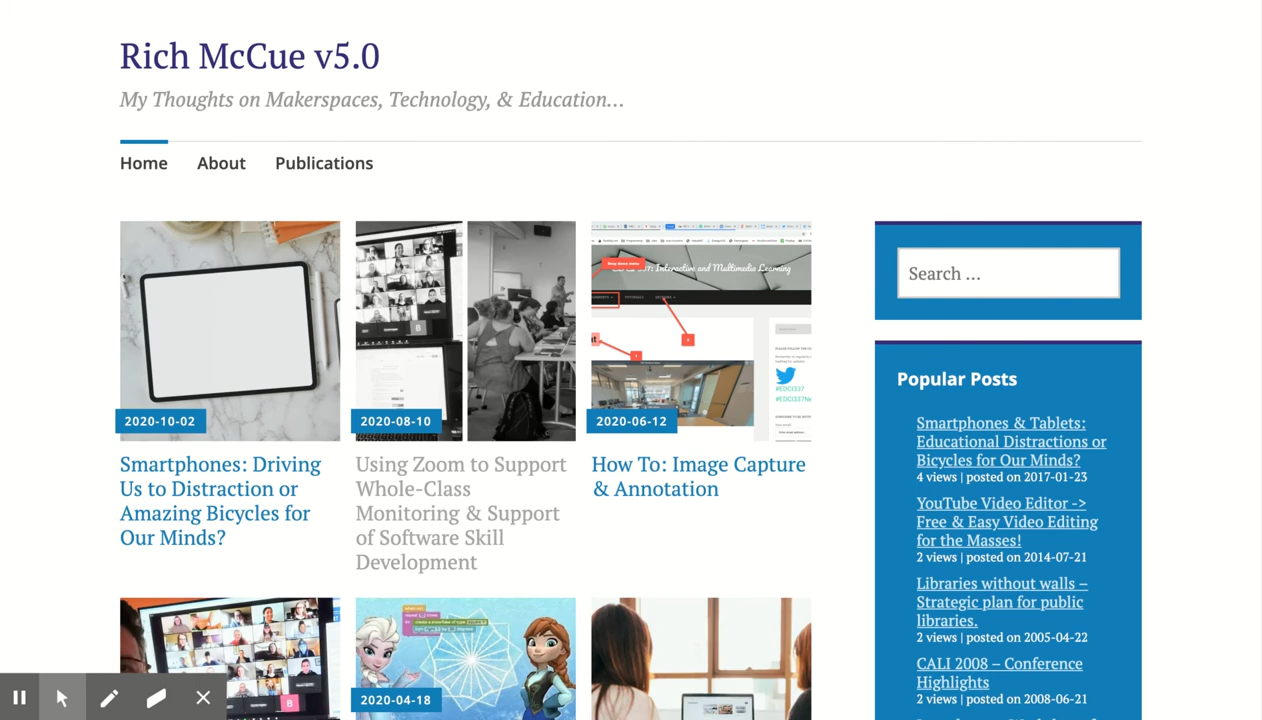 Rich McCue v5.0
My Thoughts on Makerspaces, Technology, & Education...
Home
About
Publications
Interactive and Multimedia Learning
2020-10-02
2020-08-10
2020-06-12
Smartphones: Driving
Us to Distraction or
Amazing Bicycles for
Our Minds?
Using Zoom to Support
Whole-Class
Monitoring & Support
of Software Skill
Development
How To: Image Capture
& Annotation
2020-04-18
Search ...
Popular Posts
Smartphones & Tablets:
Educational Distractions or
Bicycles for Our Minds?
4 views | posted on 2017-01-23
YouTube Video Editor ->
Free & Easy Video Editing
for the Masses!
2 views | posted on 2014-07-21
Libraries without walls –
Strategic plan for public
libraries.
2 views | posted on 2005-04-22
CALI 2008 – Conference
Highlights
2 views | posted on 2008-06-21